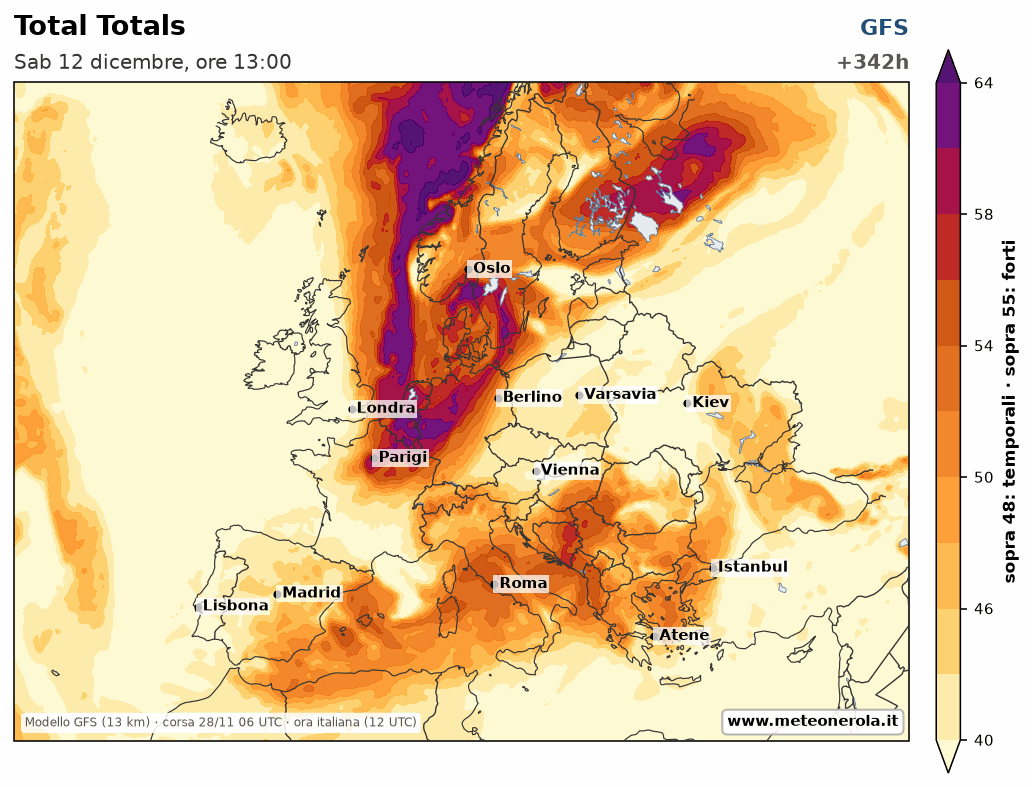 Total Totals
GFS
Sab 12 dicembre, ore 13:00
+342h
64
58
54
50
46
40
sopra 48: temporali · sopra 55: forti
Oslo
Londra
Berlino
Varsavia
Kiev
Parigi
Vienna
Istanbul
Roma
Madrid
Lisbona
Atene
Modello GFS (13 km) · corsa 28/11 06 UTC · ora italiana (12 UTC)
www.meteonerola.it